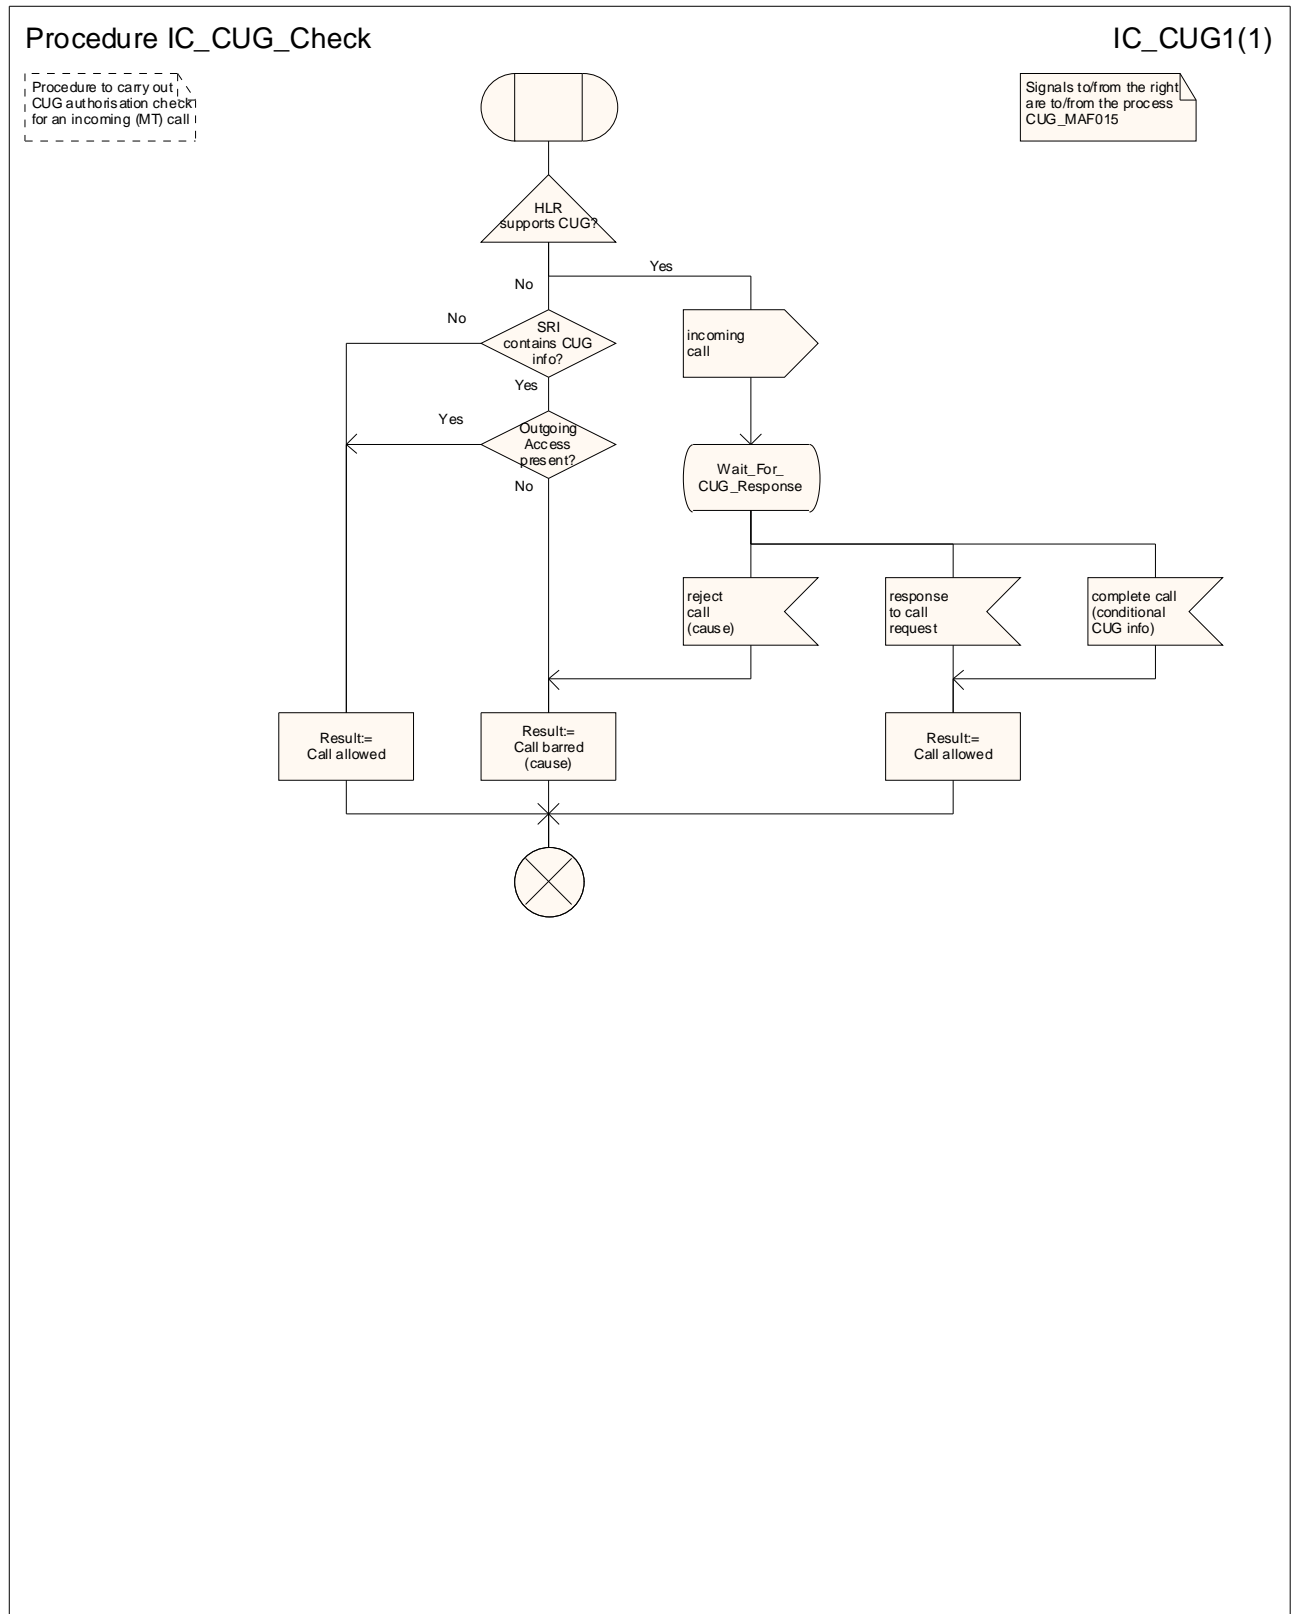 Procedure IC_CUG_Check
IC_CUG1(1)
Procedure to carry out
CUG authorisation check
for an incoming (MT) call
Signals to/from the right
are to/from the process
CUG_MAF015
HLR
supports CUG?
Yes
No
No
SRI
contains CUG
info?
incoming
call
Yes
Yes
Outgoing
Access
present?
No
Wait_For_
CUG_Response
reject
call
(cause)
response
to call
request
complete call
(conditional
CUG info)
Result:=
Call allowed
Result:=
Call barred
(cause)
Result:=
Call allowed